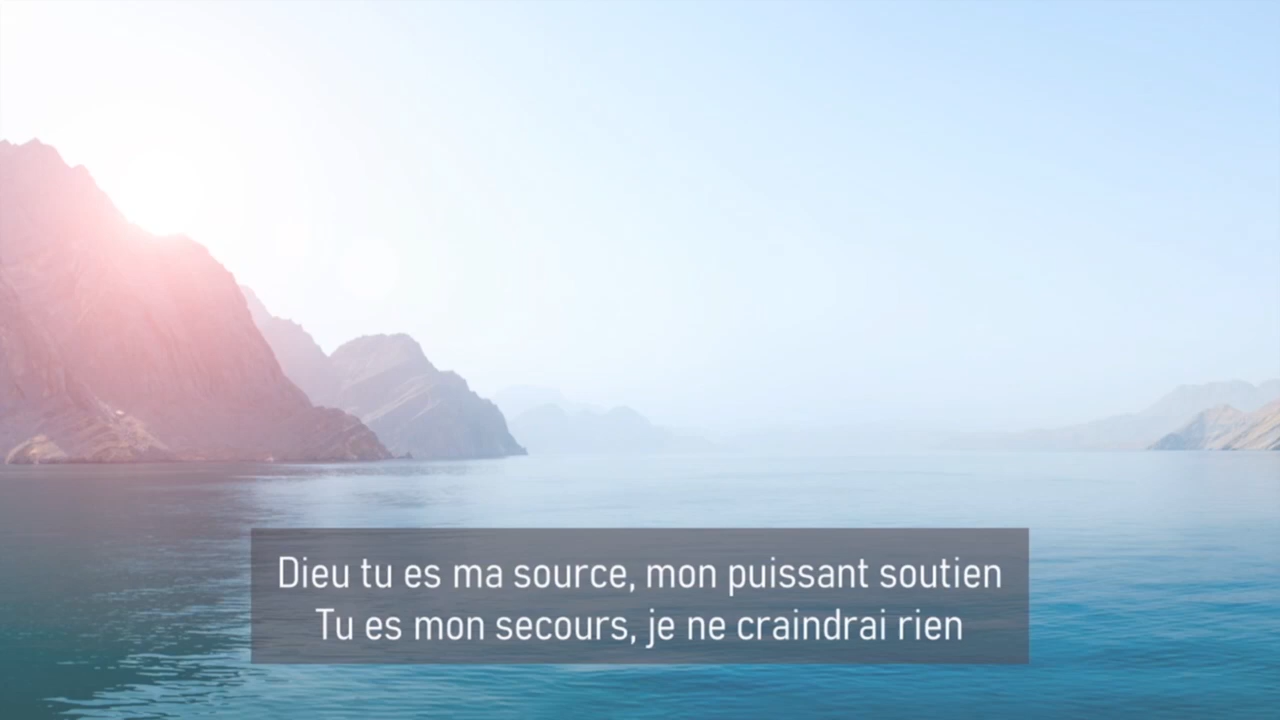 Dieu tu es ma source, mon puissant soutien
Tu es mon secours, je ne craindrai rien